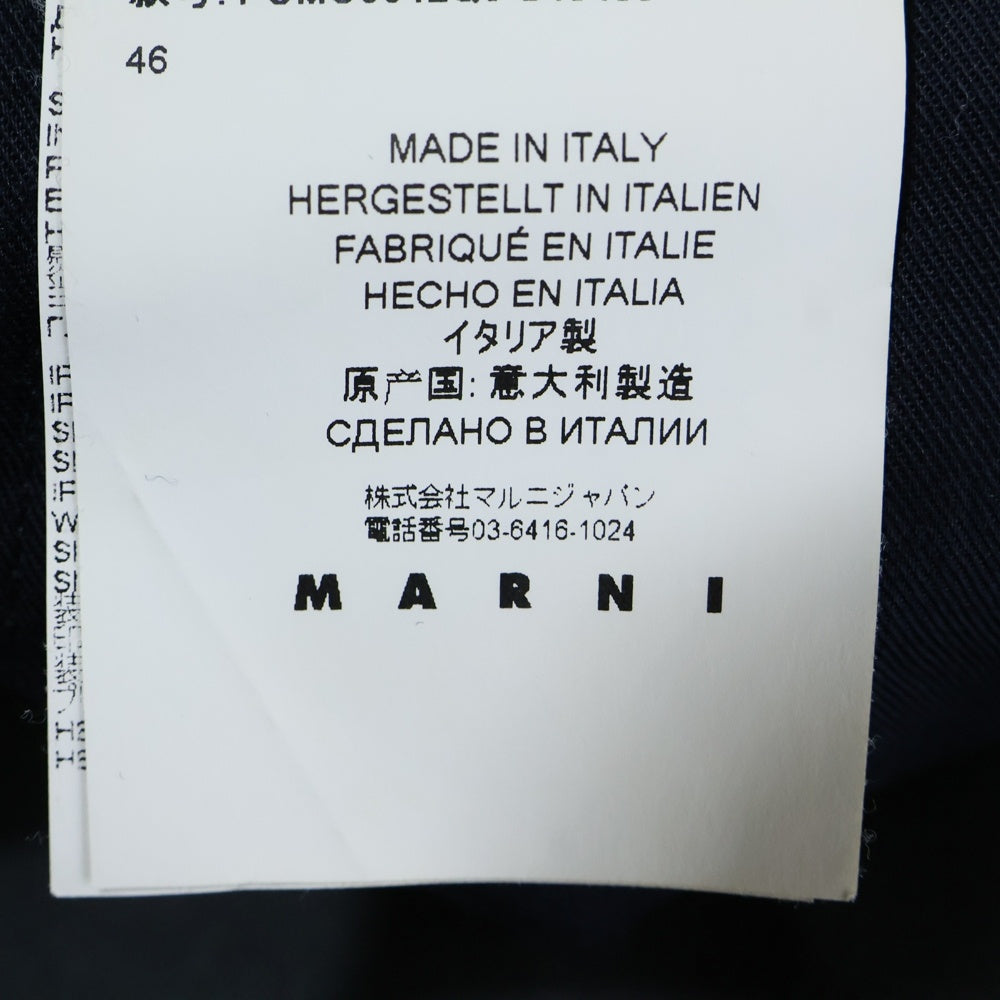 46
MADE IN ITALY
HERGESTELLT IN ITALIEN
FABRIQUÉ EN ITALIE
HECHO EN ITALIA
イタリア製
原产国: 意大利製造
СДЕЛАНО В ИТАЛИИ
株式会社マルニジャパン
電話番号03-6416-1024
MARNI